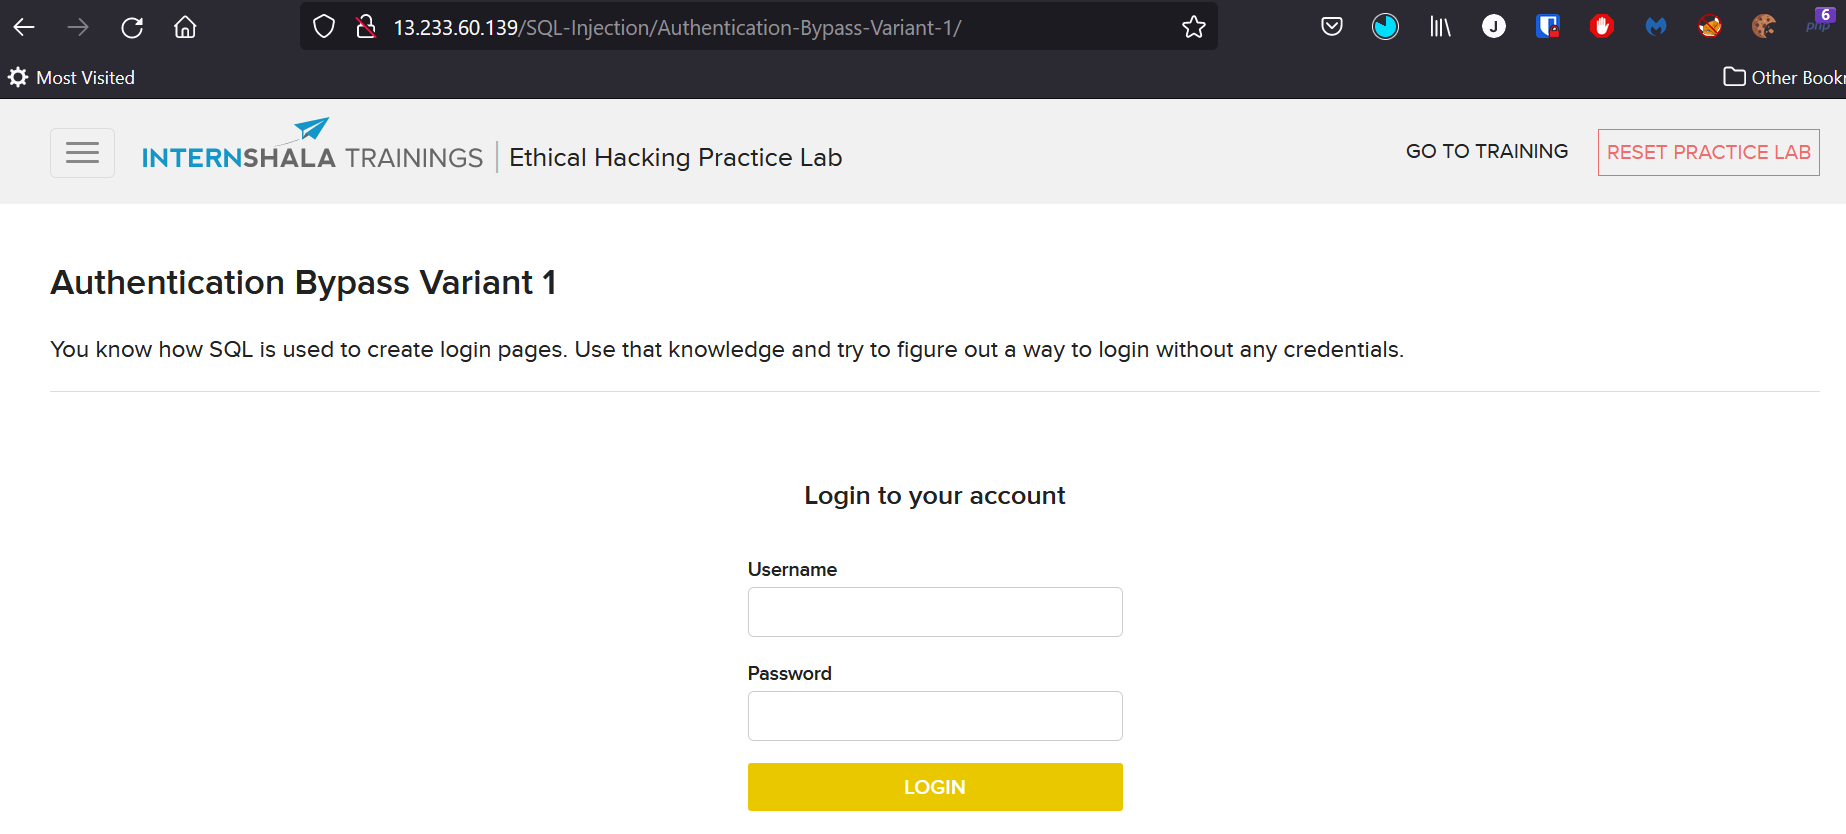 13.233.60.139/SQL-Injection/Authentication-Bypass-Variant-1/
J
6
php
Most Visited
Other Bookr
INTERNSHALA TRAININGS | Ethical Hacking Practice Lab
GO TO TRAINING
RESET PRACTICE LAB
Authentication Bypass Variant 1
You know how SQL is used to create login pages. Use that knowledge and try to figure out a way to login without any credentials.
Login to your account
Username
Password
LOGIN